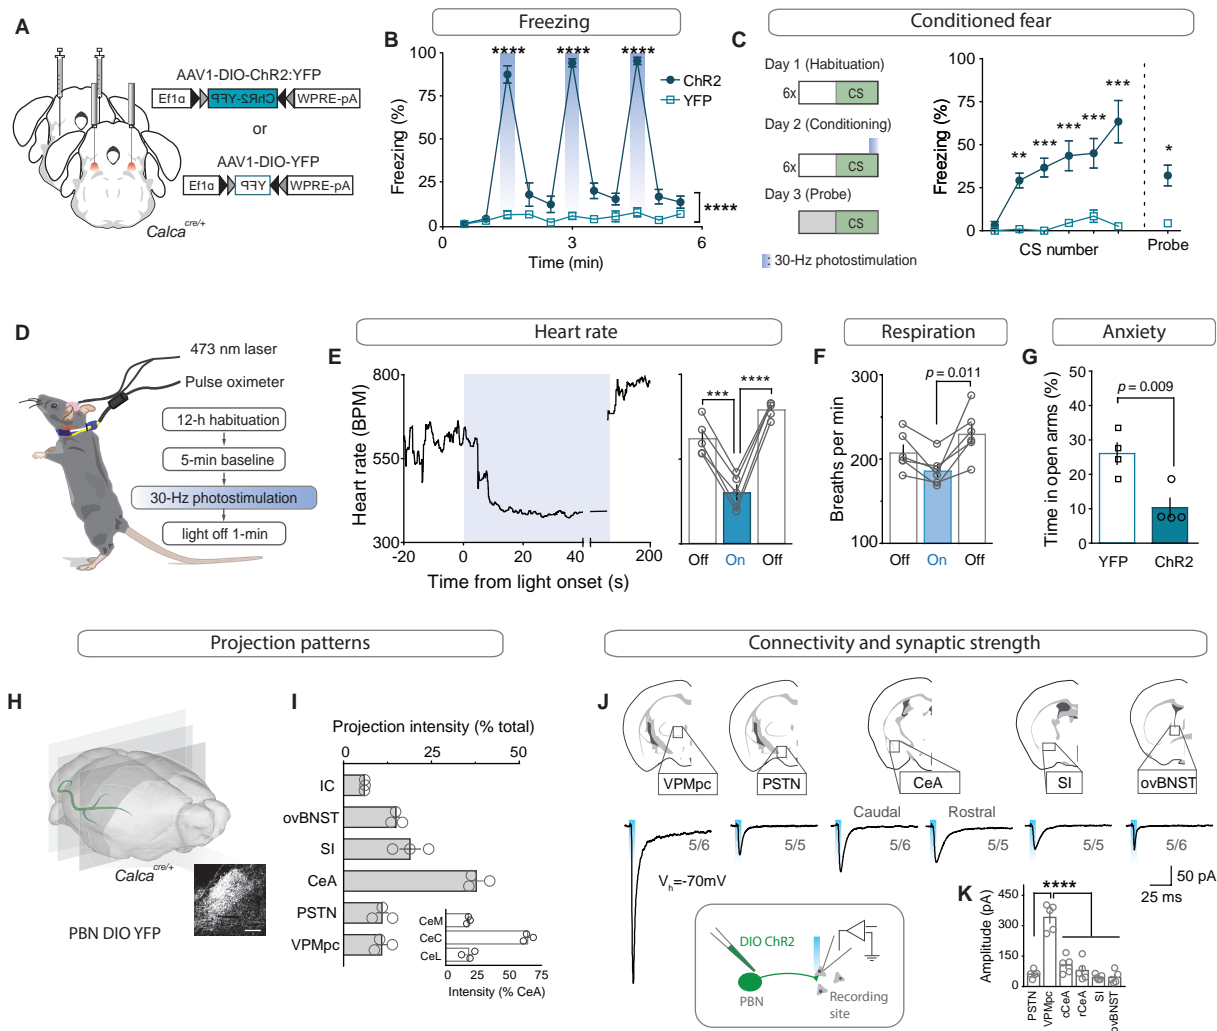 A
AAV1-DIO-ChR2:YFP
Ef1α
ChR2-YFP
WPRE-pA
or
AAV1-DIO-YFP
Ef1α
YFP
WPRE-pA
Calca cre/+
Freezing
B
****
****
****
100
75
50
25
0
Freezing (%)
ChR2
YFP
****
0
3
6
Time (min)
Conditioned fear
C
Day 1 (Habituation)
6x
CS
Day 2 (Conditioning)
6x
CS
Day 3 (Probe)
CS
: 30-Hz photostimulation
100
75
50
25
0
Freezing (%)
**
***
***
***
***
*
CS number
Probe
D
473 nm laser
Pulse oximeter
12-h habituation
5-min baseline
30-Hz photostimulation
light off 1-min
Heart rate
E
800
550
300
Heart rate (BPM)
-20
0
20
40
200
Time from light onset (s)
***
****
Off
On
Off
Respiration
F
p = 0.011
300
200
100
Breaths per min
Off
On
Off
Anxiety
G
p = 0.009
50
40
30
20
10
0
Time in open arms (%)
YFP
ChR2
Projection patterns
H
Calca cre/+
PBN DIO YFP
I
Projection intensity (% total)
0
25
50
IC
ovBNST
SI
CeA
PSTN
VPMpc
CeM
CeC
CeL
0
25
50
75
Intensity (% CeA)
Connectivity and synaptic strength
J
VPMpc
PSTN
CeA
SI
ovBNST
Caudal
Rostral
5/6
5/5
5/6
5/5
5/5
5/6
Vh=-70mV
50 pA
25 ms
DIO ChR2
PBN
Recording
site
K
****
450
300
150
0
Amplitude (pA)
PSTN
VPMpc
cCeA
rCeA
SI
ovBNST